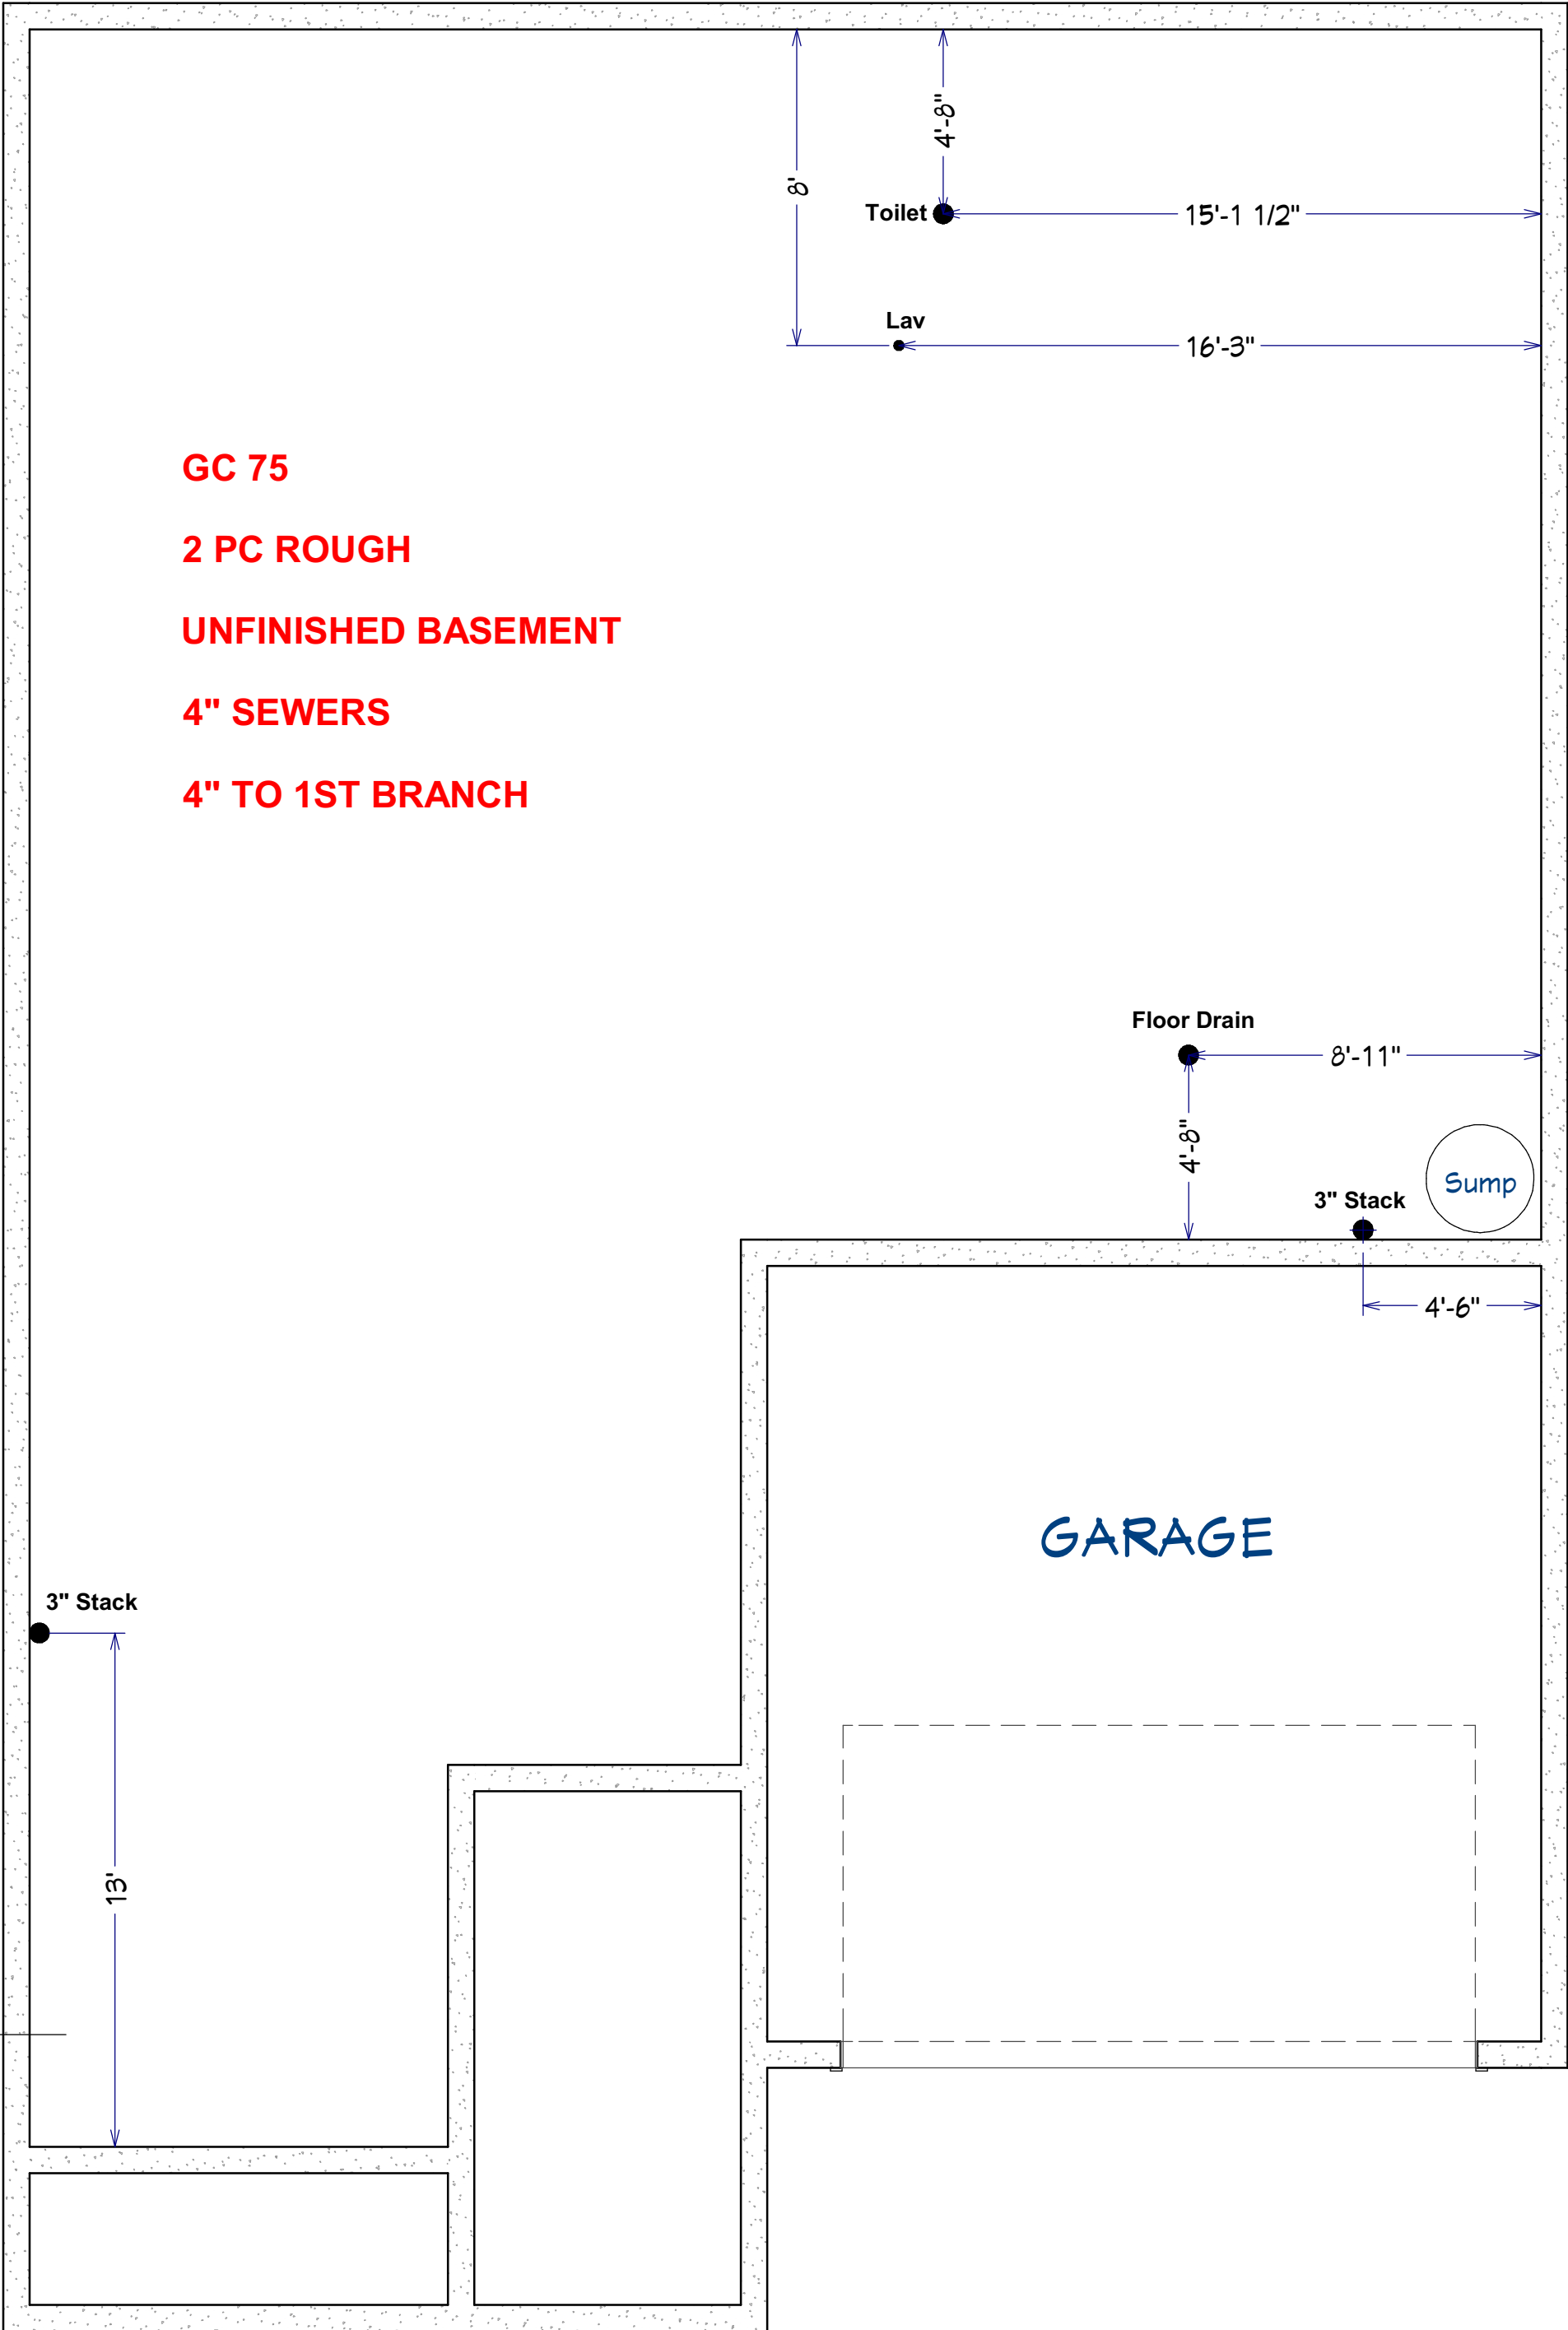 4'-8"
8'
Toilet
15'-1 1/2"
Lav
16'-3"
GC 75
2 PC ROUGH
UNFINISHED BASEMENT
4" SEWERS
4" TO 1ST BRANCH
Floor Drain
8'-11"
4'-8"
Sump
3" Stack
4'-6"
GARAGE
3" Stack
13'